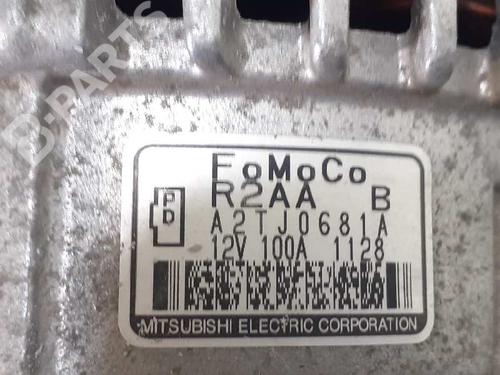 B-PARTS
FoMoCo
R2AA B
P
D
A2TJ0681A
12V 100A 1128
MITSUBISHI ELECTRIC CORPORATION